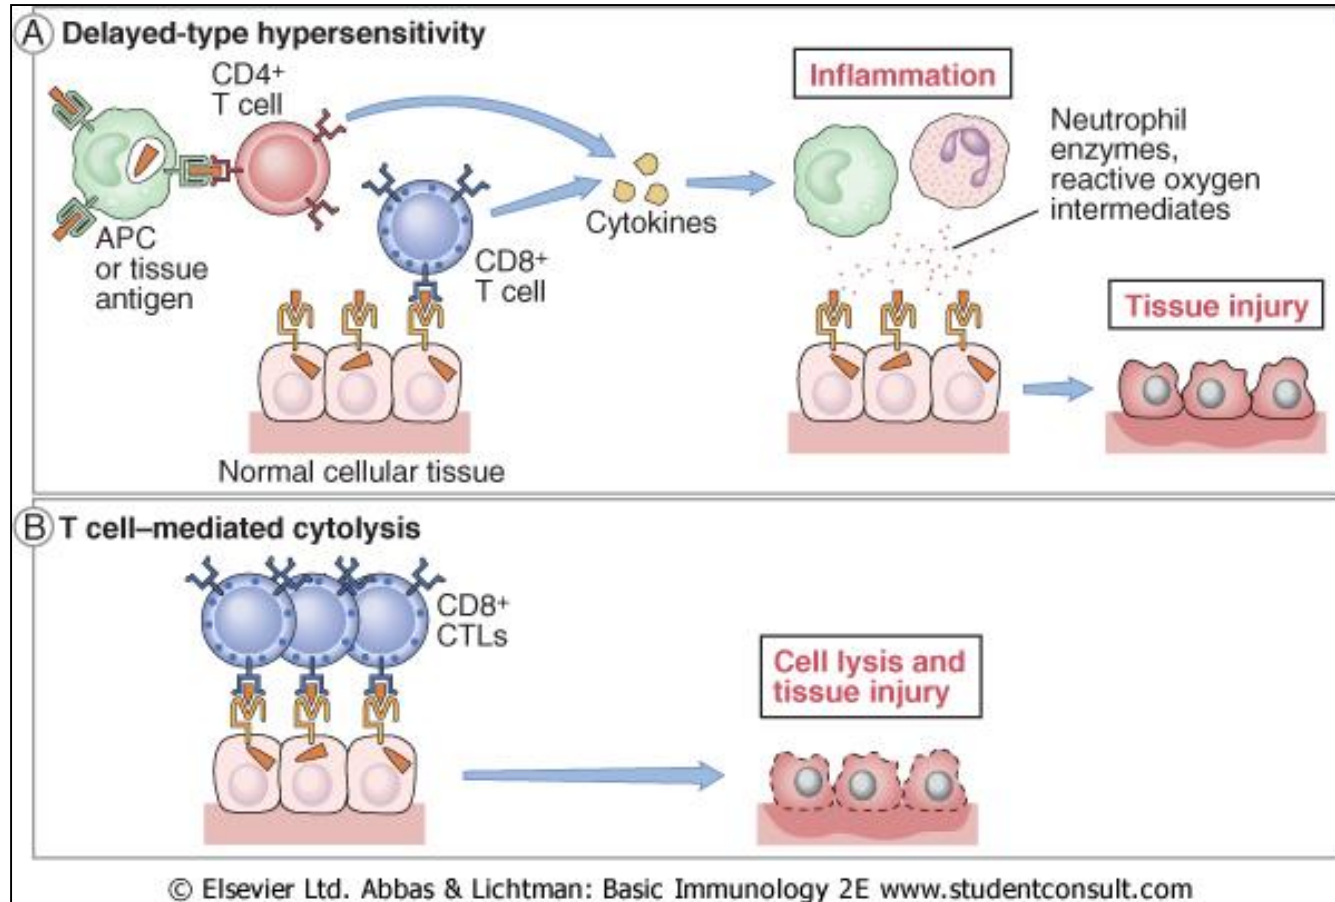 A Delayed-type hypersensitivity
CD4+
T cell
APC
or tissue
antigen
CD8+
T cell
Normal cellular tissue
Cytokines
Inflammation
Neutrophil
enzymes,
reactive oxygen
intermediates
Tissue injury
B T cell–mediated cytolysis
CD8+
CTLs
Cell lysis and
tissue injury
© Elsevier Ltd. Abbas & Lichtman: Basic Immunology 2E www.studentconsult.com